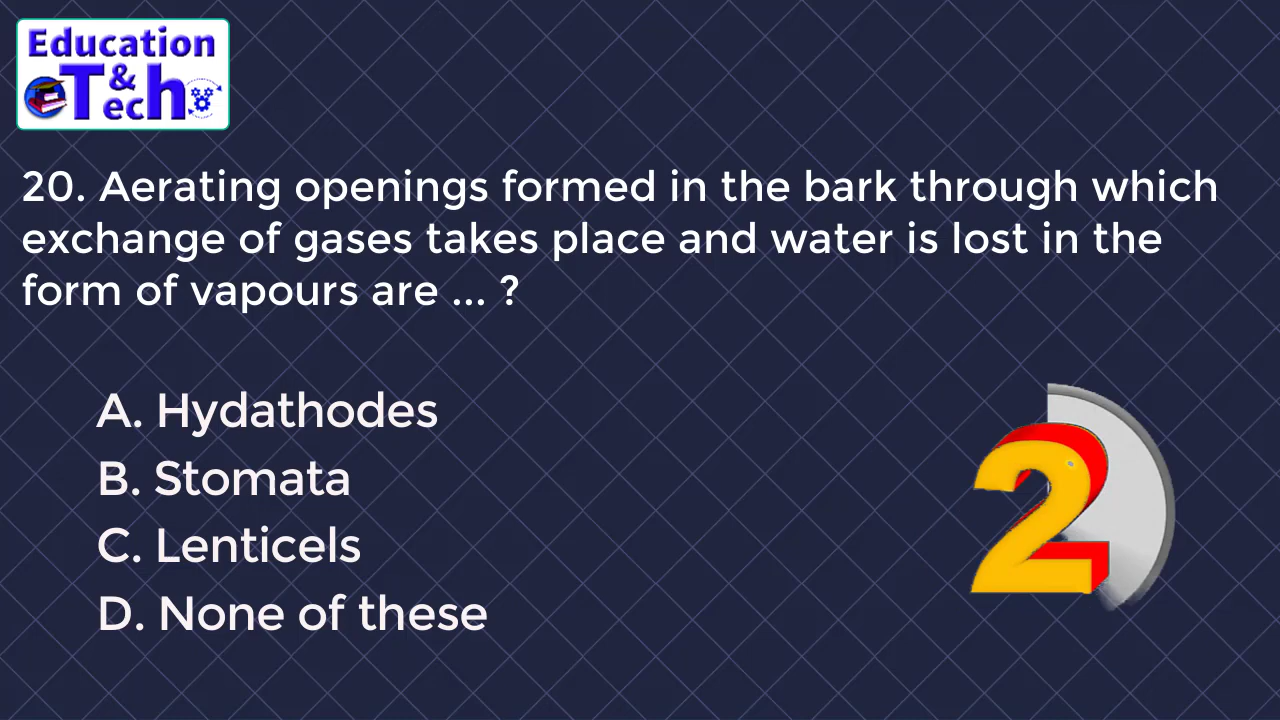 Education
&
Tech
20. Aerating openings formed in the bark through which
exchange of gases takes place and water is lost in the
form of vapours are ... ?
A. Hydathodes
B. Stomata
C. Lenticels
D. None of these
2